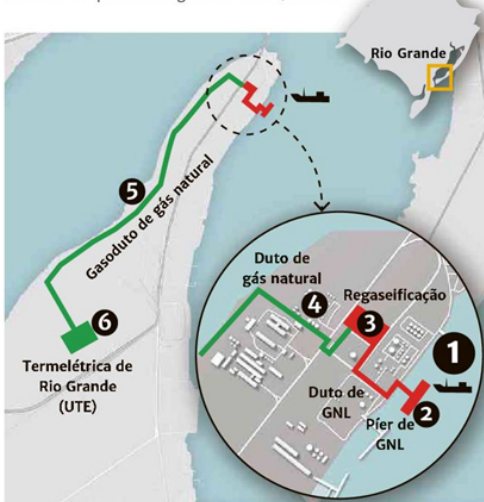 Rio Grande
5
Gasoduto de gás natural
6
Termelétrica de
Rio Grande
(UTE)
Duto de
gás natural
4
Regaseificação
3
1
Duto de
GNL
2
Píer de
GNL